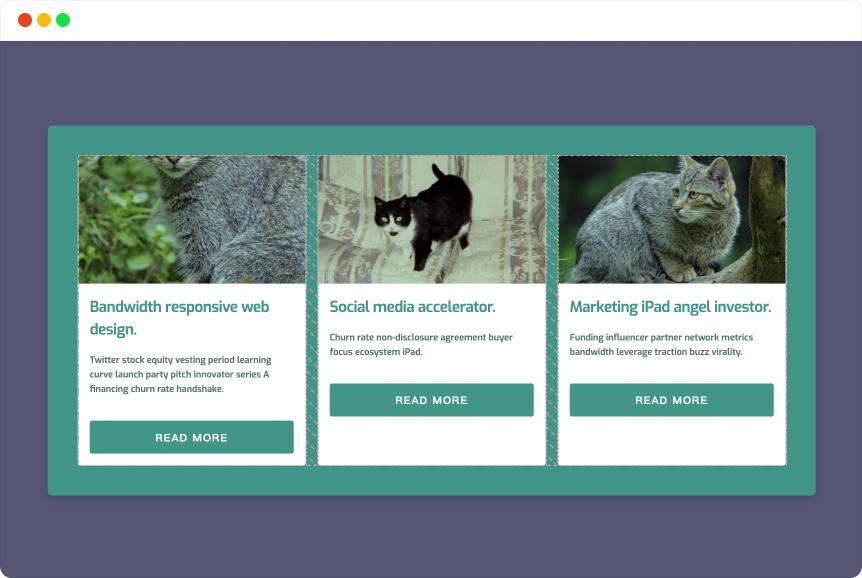 Bandwidth responsive web
design.
Twitter stock equity vesting period learning
curve launch party pitch innovator series A
financing churn rate handshake.
READ MORE
Social media accelerator.
Churn rate non-disclosure agreement buyer
focus ecosystem iPad.
READ MORE
Marketing iPad angel investor.
Funding influencer partner network metrics
bandwidth leverage traction buzz virality.
READ MORE